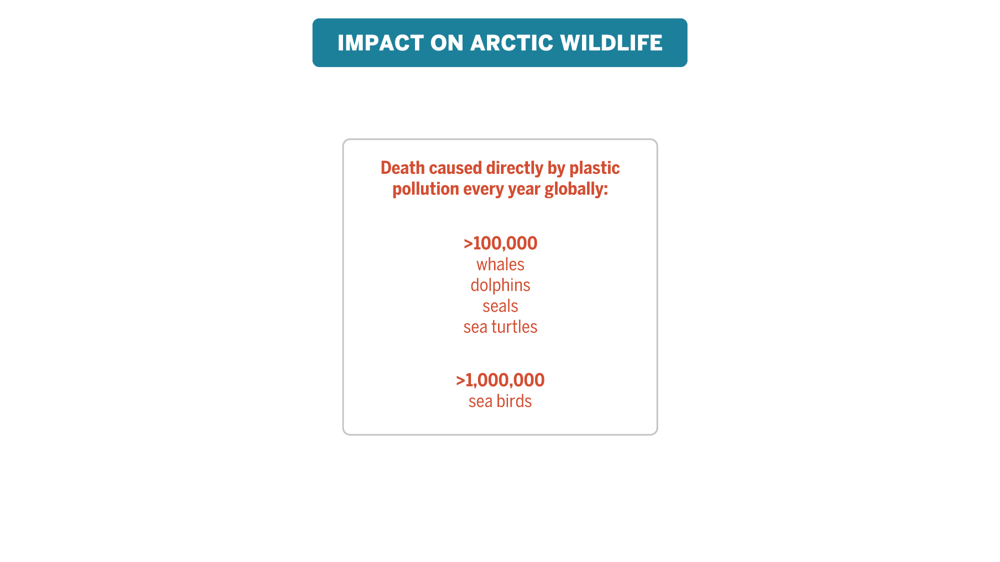 IMPACT ON ARCTIC WILDLIFE
Death caused directly by plastic
pollution every year globally:
>100,000
whales
dolphins
seals
sea turtles
>1,000,000
sea birds